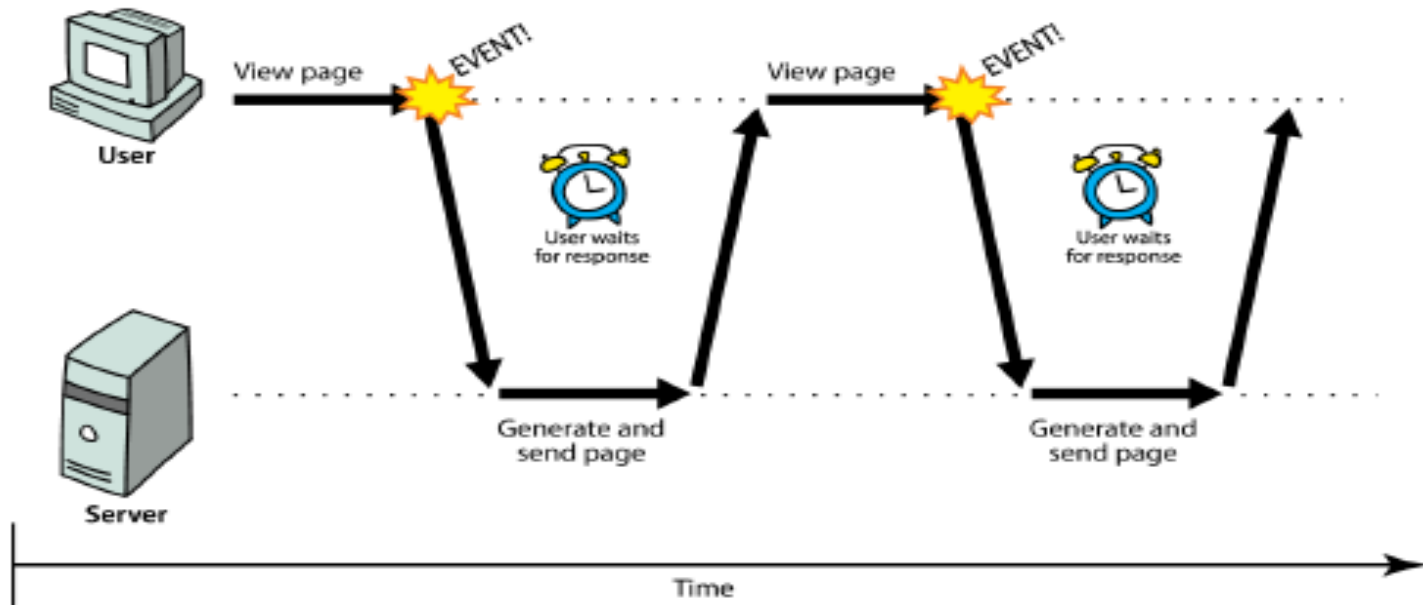 View page
EVENT!
View page
EVENT!
User
User waits
for response
User waits
for response
Generate and
send page
Generate and
send page
Server
Time